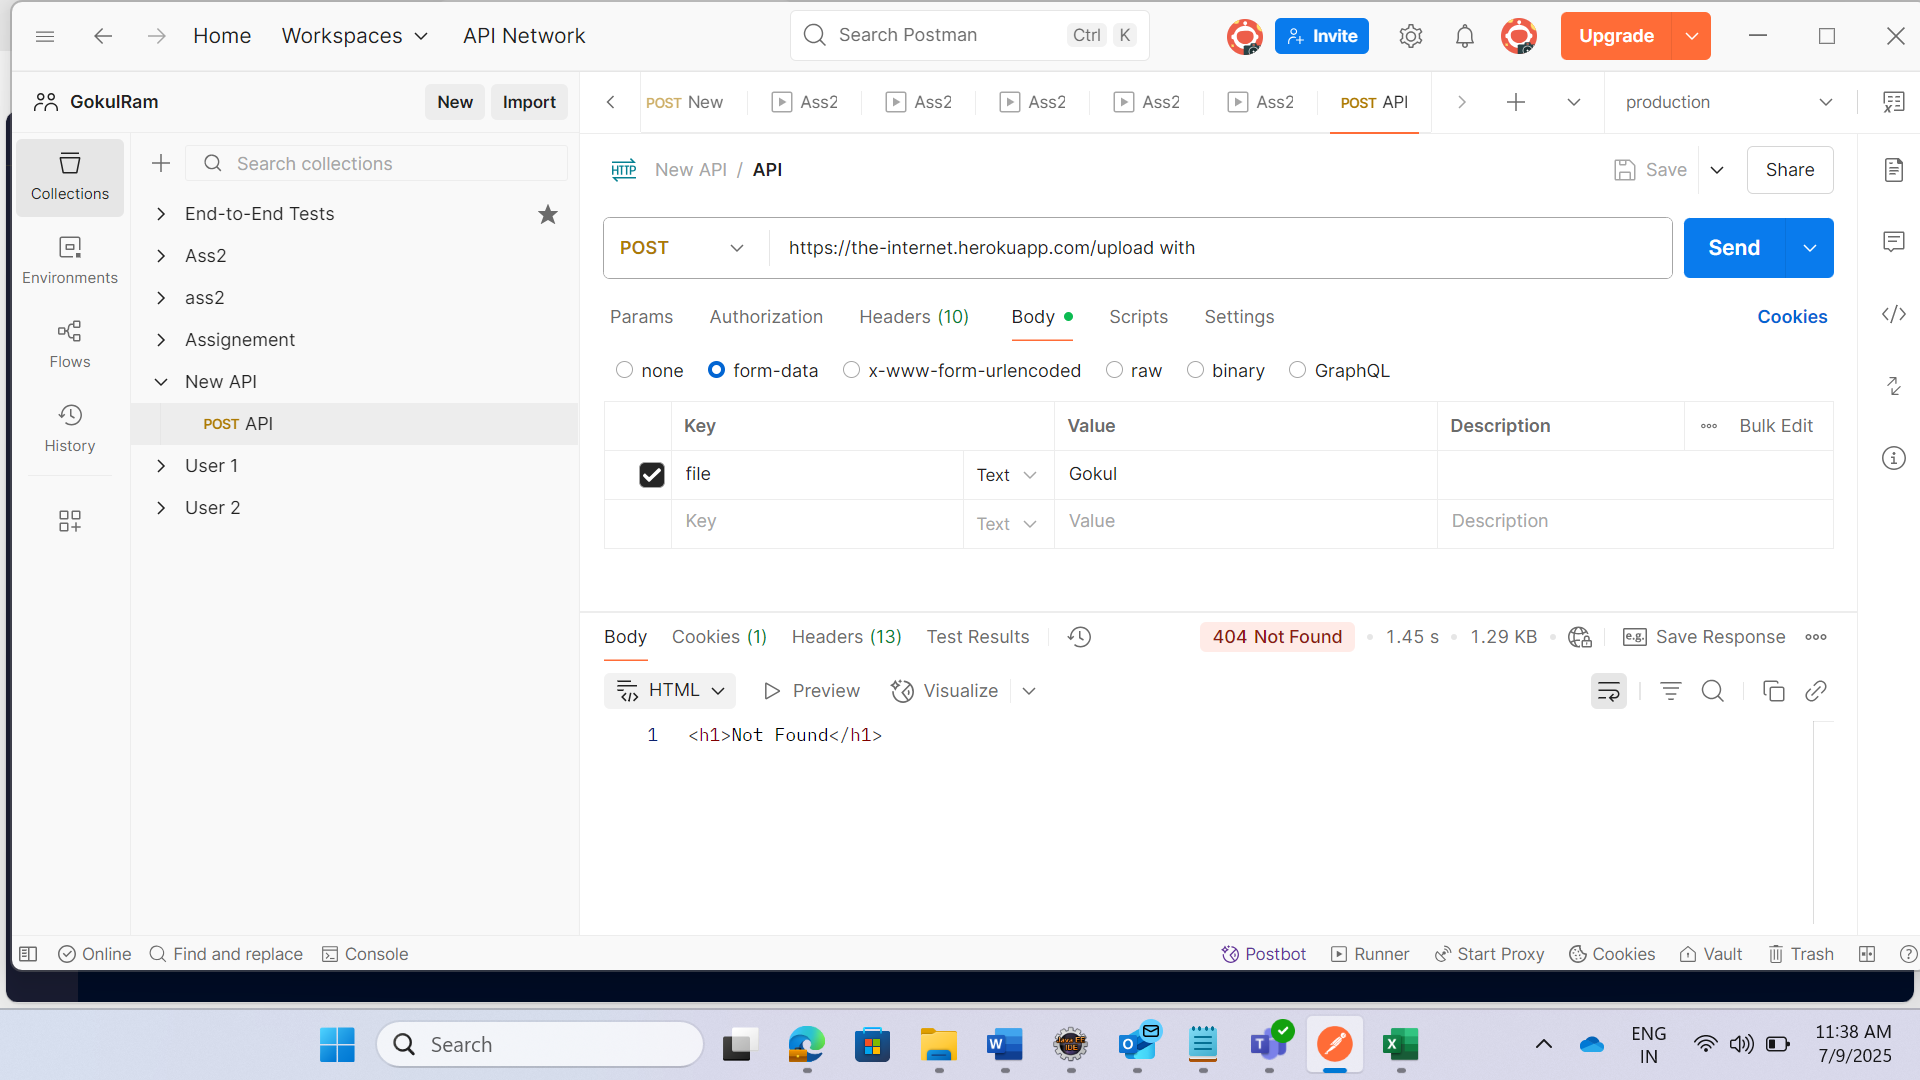 Home Workspaces API Network Search Postman Ctrl K Invite Upgrade
GokulRam New Import POST New Ass2 Ass2 Ass2 Ass2 Ass2 POST API production
Collections
Environments
Flows
History
Search collections
End-to-End Tests
Ass2
ass2
Assignement
New API
POST API
User 1
User 2
HTTP New API / API Save Share
POST https://the-internet.herokuapp.com/upload with Send
Params Authorization Headers (10) Body Scripts Settings Cookies
none form-data x-www-form-urlencoded raw binary GraphQL
Key Value Description Bulk Edit
file Text Gokul
Key Text Value Description
Body Cookies (1) Headers (13) Test Results 404 Not Found 1.45 s 1.29 KB e.g. Save Response
HTML Preview Visualize
1 <h1>Not Found</h1>
Online Find and replace Console Postbot Runner Start Proxy Cookies Vault Trash
Search ENG 11:38 AM
IN 7/9/2025